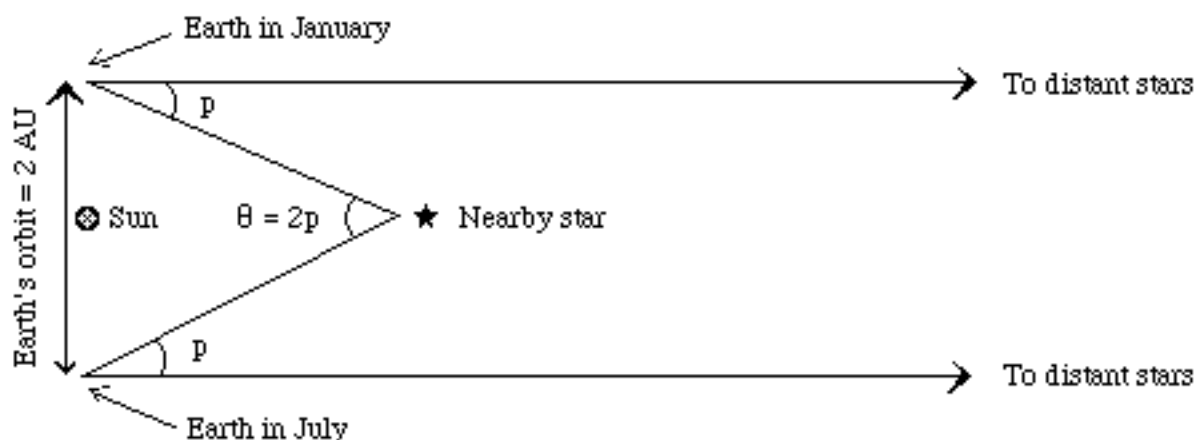 Earth in January
To distant stars
p
Earth's orbit = 2 AU
Sun
θ = 2p
Nearby star
p
To distant stars
Earth in July